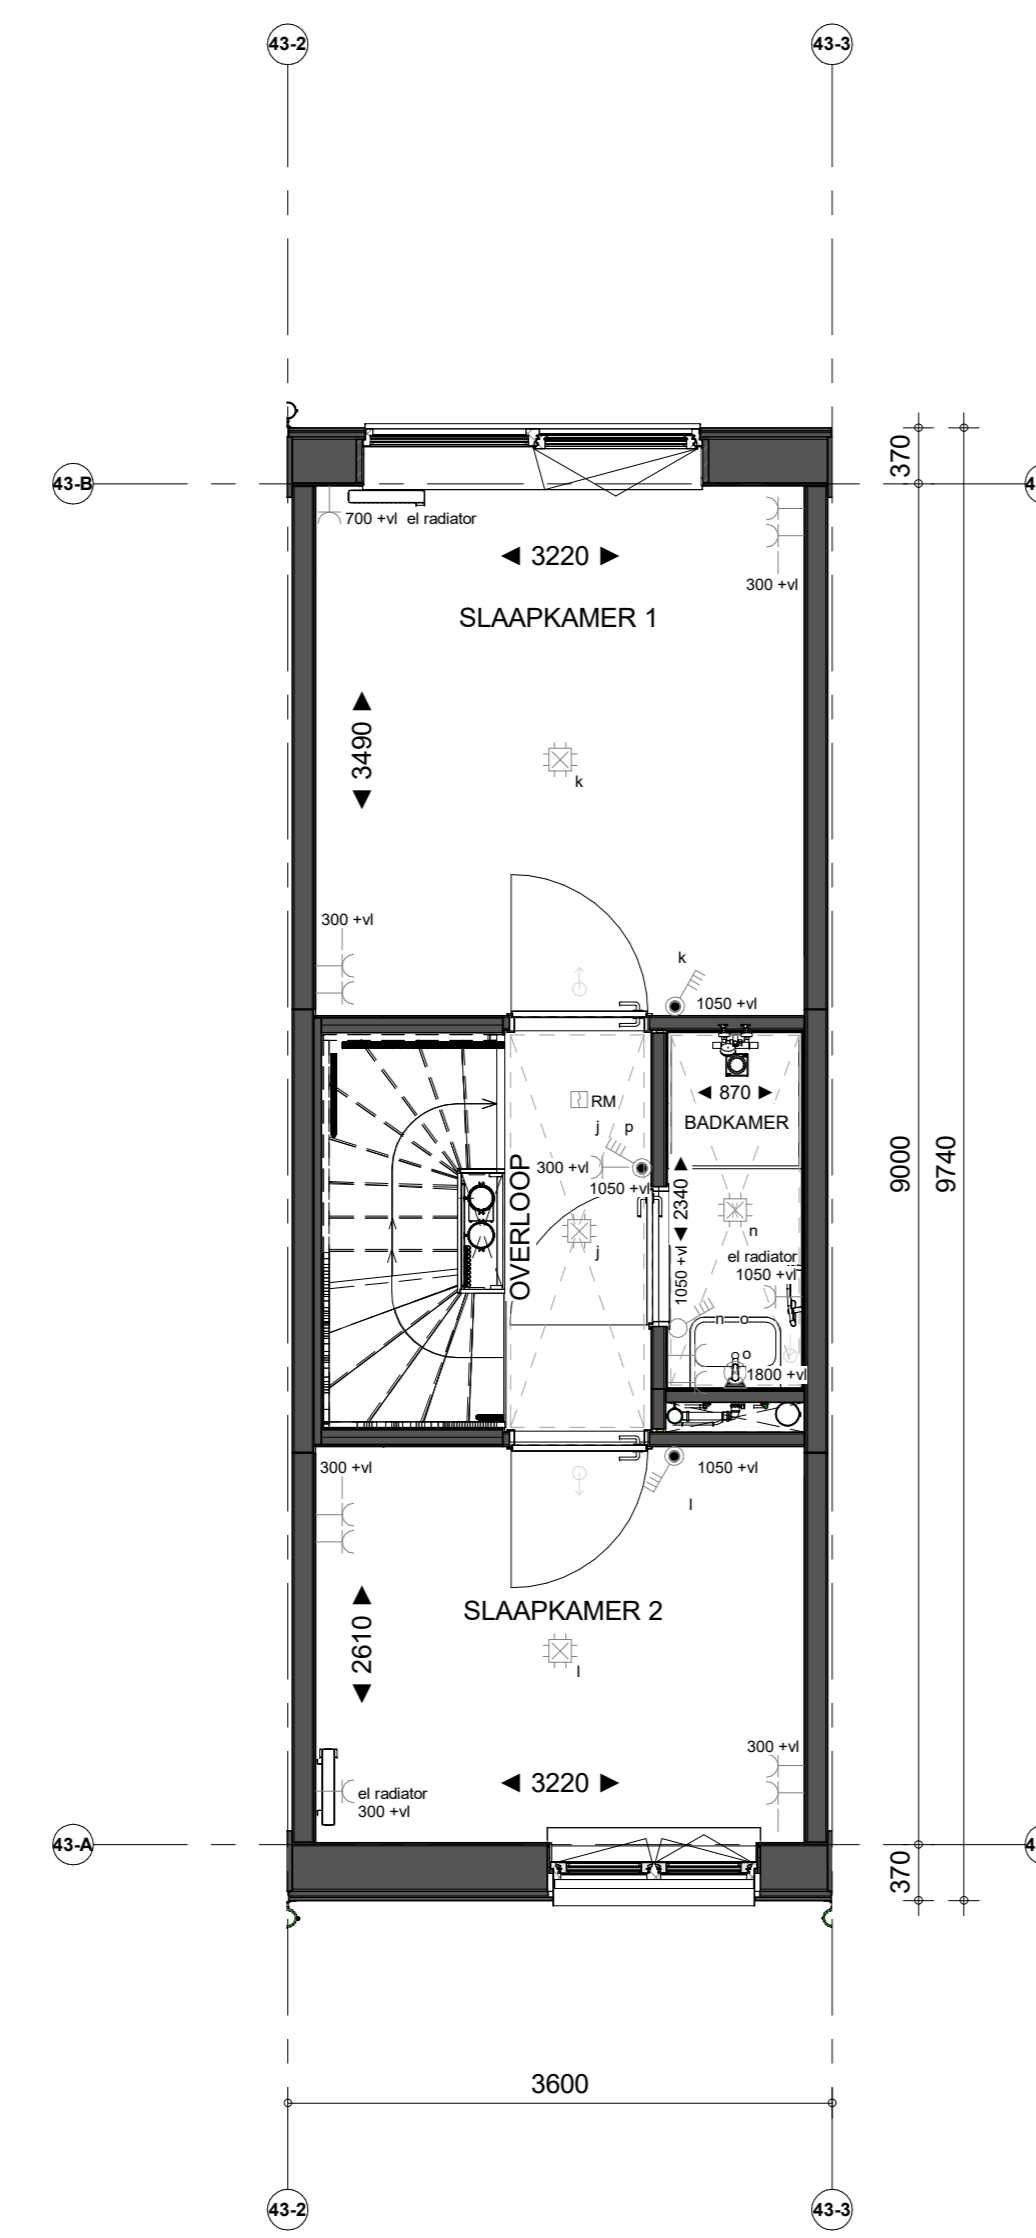 43-2 43-3
370
43-B 4
700 +vl el radiator
◄ 3220 ►
300 +vl
SLAAPKAMER 1
◄ 3490 ►
k
300 +vl
k
1050 +vl
◄ 870 ►
RM
BADKAMER
j p
9000
9740
300 +vl
1050 +vl
OVERLOOP
◄ 2340 ►
n
j
el radiator
1050 +vl
1050 +vl
n o
o
1800 +vl
300 +vl
1050 +vl
l
SLAAPKAMER 2
◄ 2610 ►
l
300 +vl
◄ 3220 ►
el radiator
300 +vl
43-A 4
370
3600
43-2 43-3